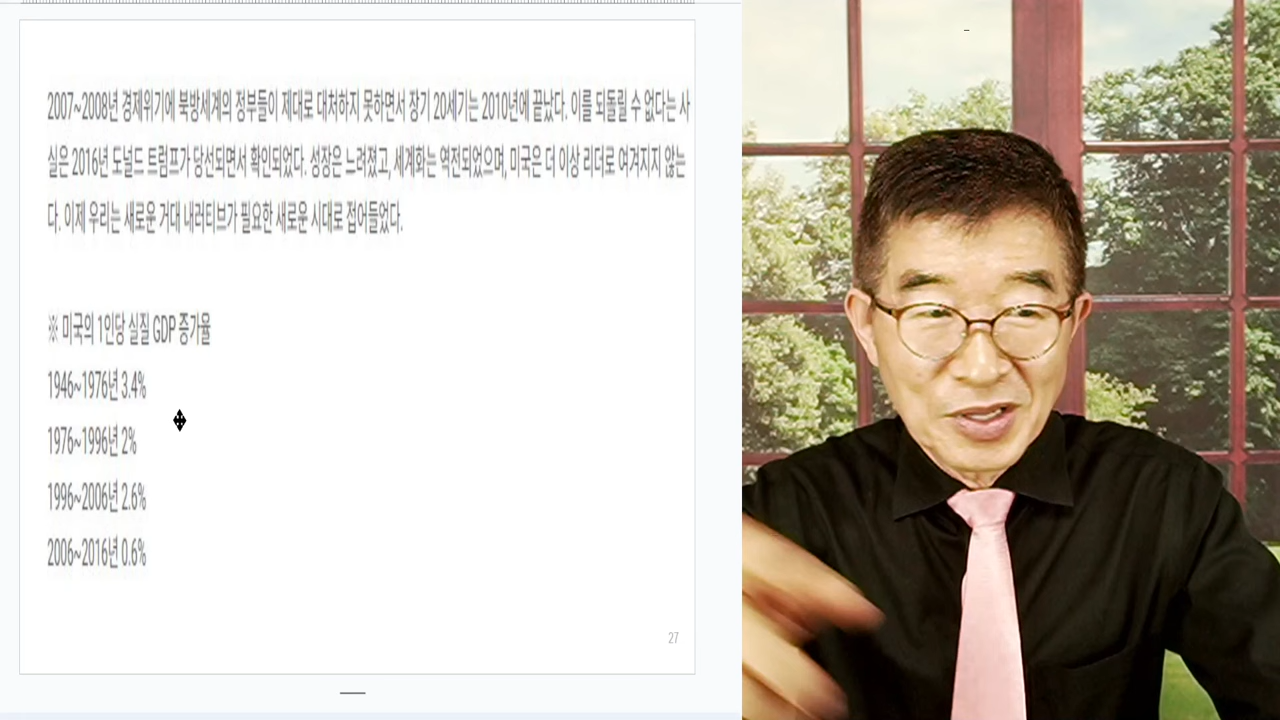 2007~2008년 경제위기에 북방세계의 정부들이 제대로 대처하지 못하면서 장기 20세기는 2010년에 끝났다. 이를 되돌릴 수 없다는 사
실은 2016년 도널드 트럼프가 당선되면서 확인되었다. 성장은 느려졌고, 세계화는 역전되었으며, 미국은 더 이상 리더로 여겨지지 않는
다. 이제 우리는 새로운 거대 내러티브가 필요한 새로운 시대로 접어들었다.
※ 미국의 1인당 실질 GDP 증가율
1946~1976년 3.4%
1976~1996년 2%
1996~2006년 2.6%
2006~2016년 0.6%
27